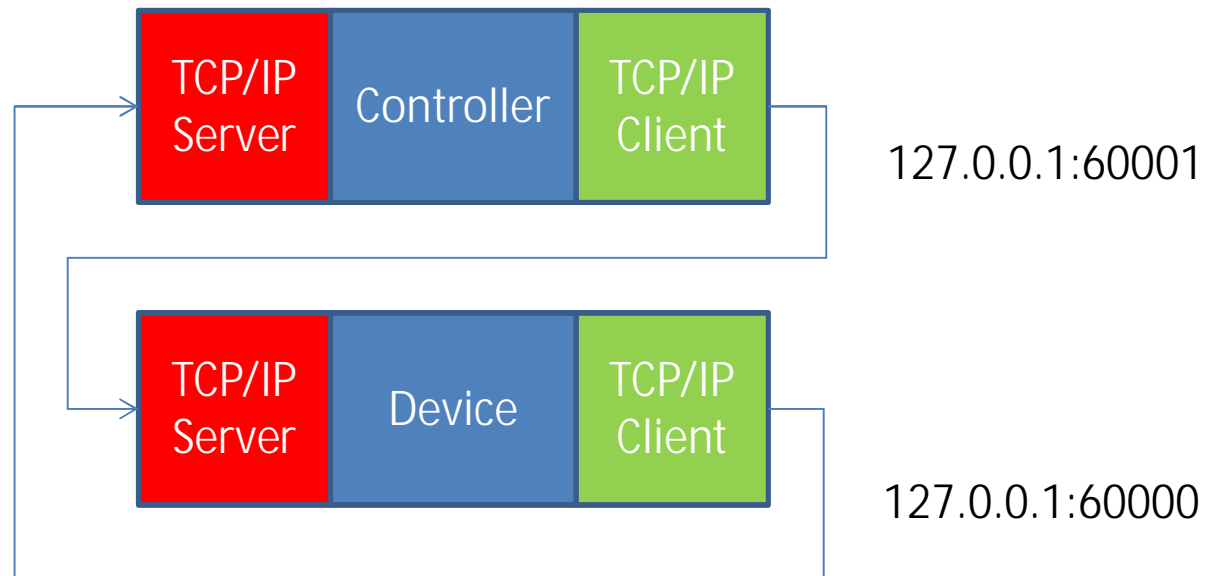 TCP/IP
Server
Controller
TCP/IP
Client
127.0.0.1:60001
TCP/IP
Server
Device
TCP/IP
Client
127.0.0.1:60000